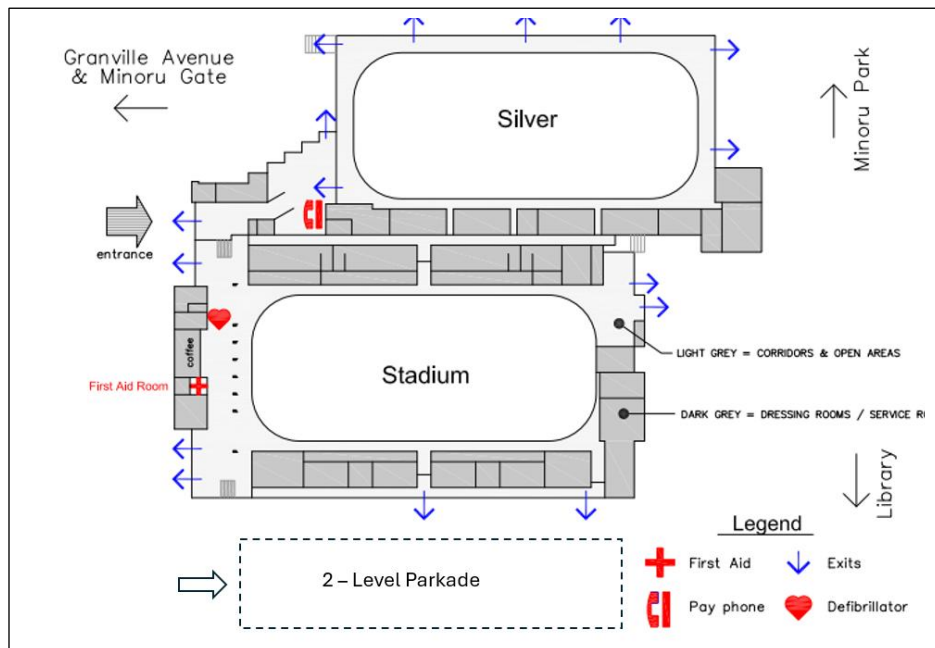 Granville Avenue
& Minoru Gate
Silver
Minoru Park
entrance
coffee
First Aid Room
Stadium
LIGHT GREY = CORRIDORS & OPEN AREAS
DARK GREY = DRESSING ROOMS / SERVICE
Library
2 – Level Parkade
Legend
First Aid
Exits
Pay phone
Defibrillator